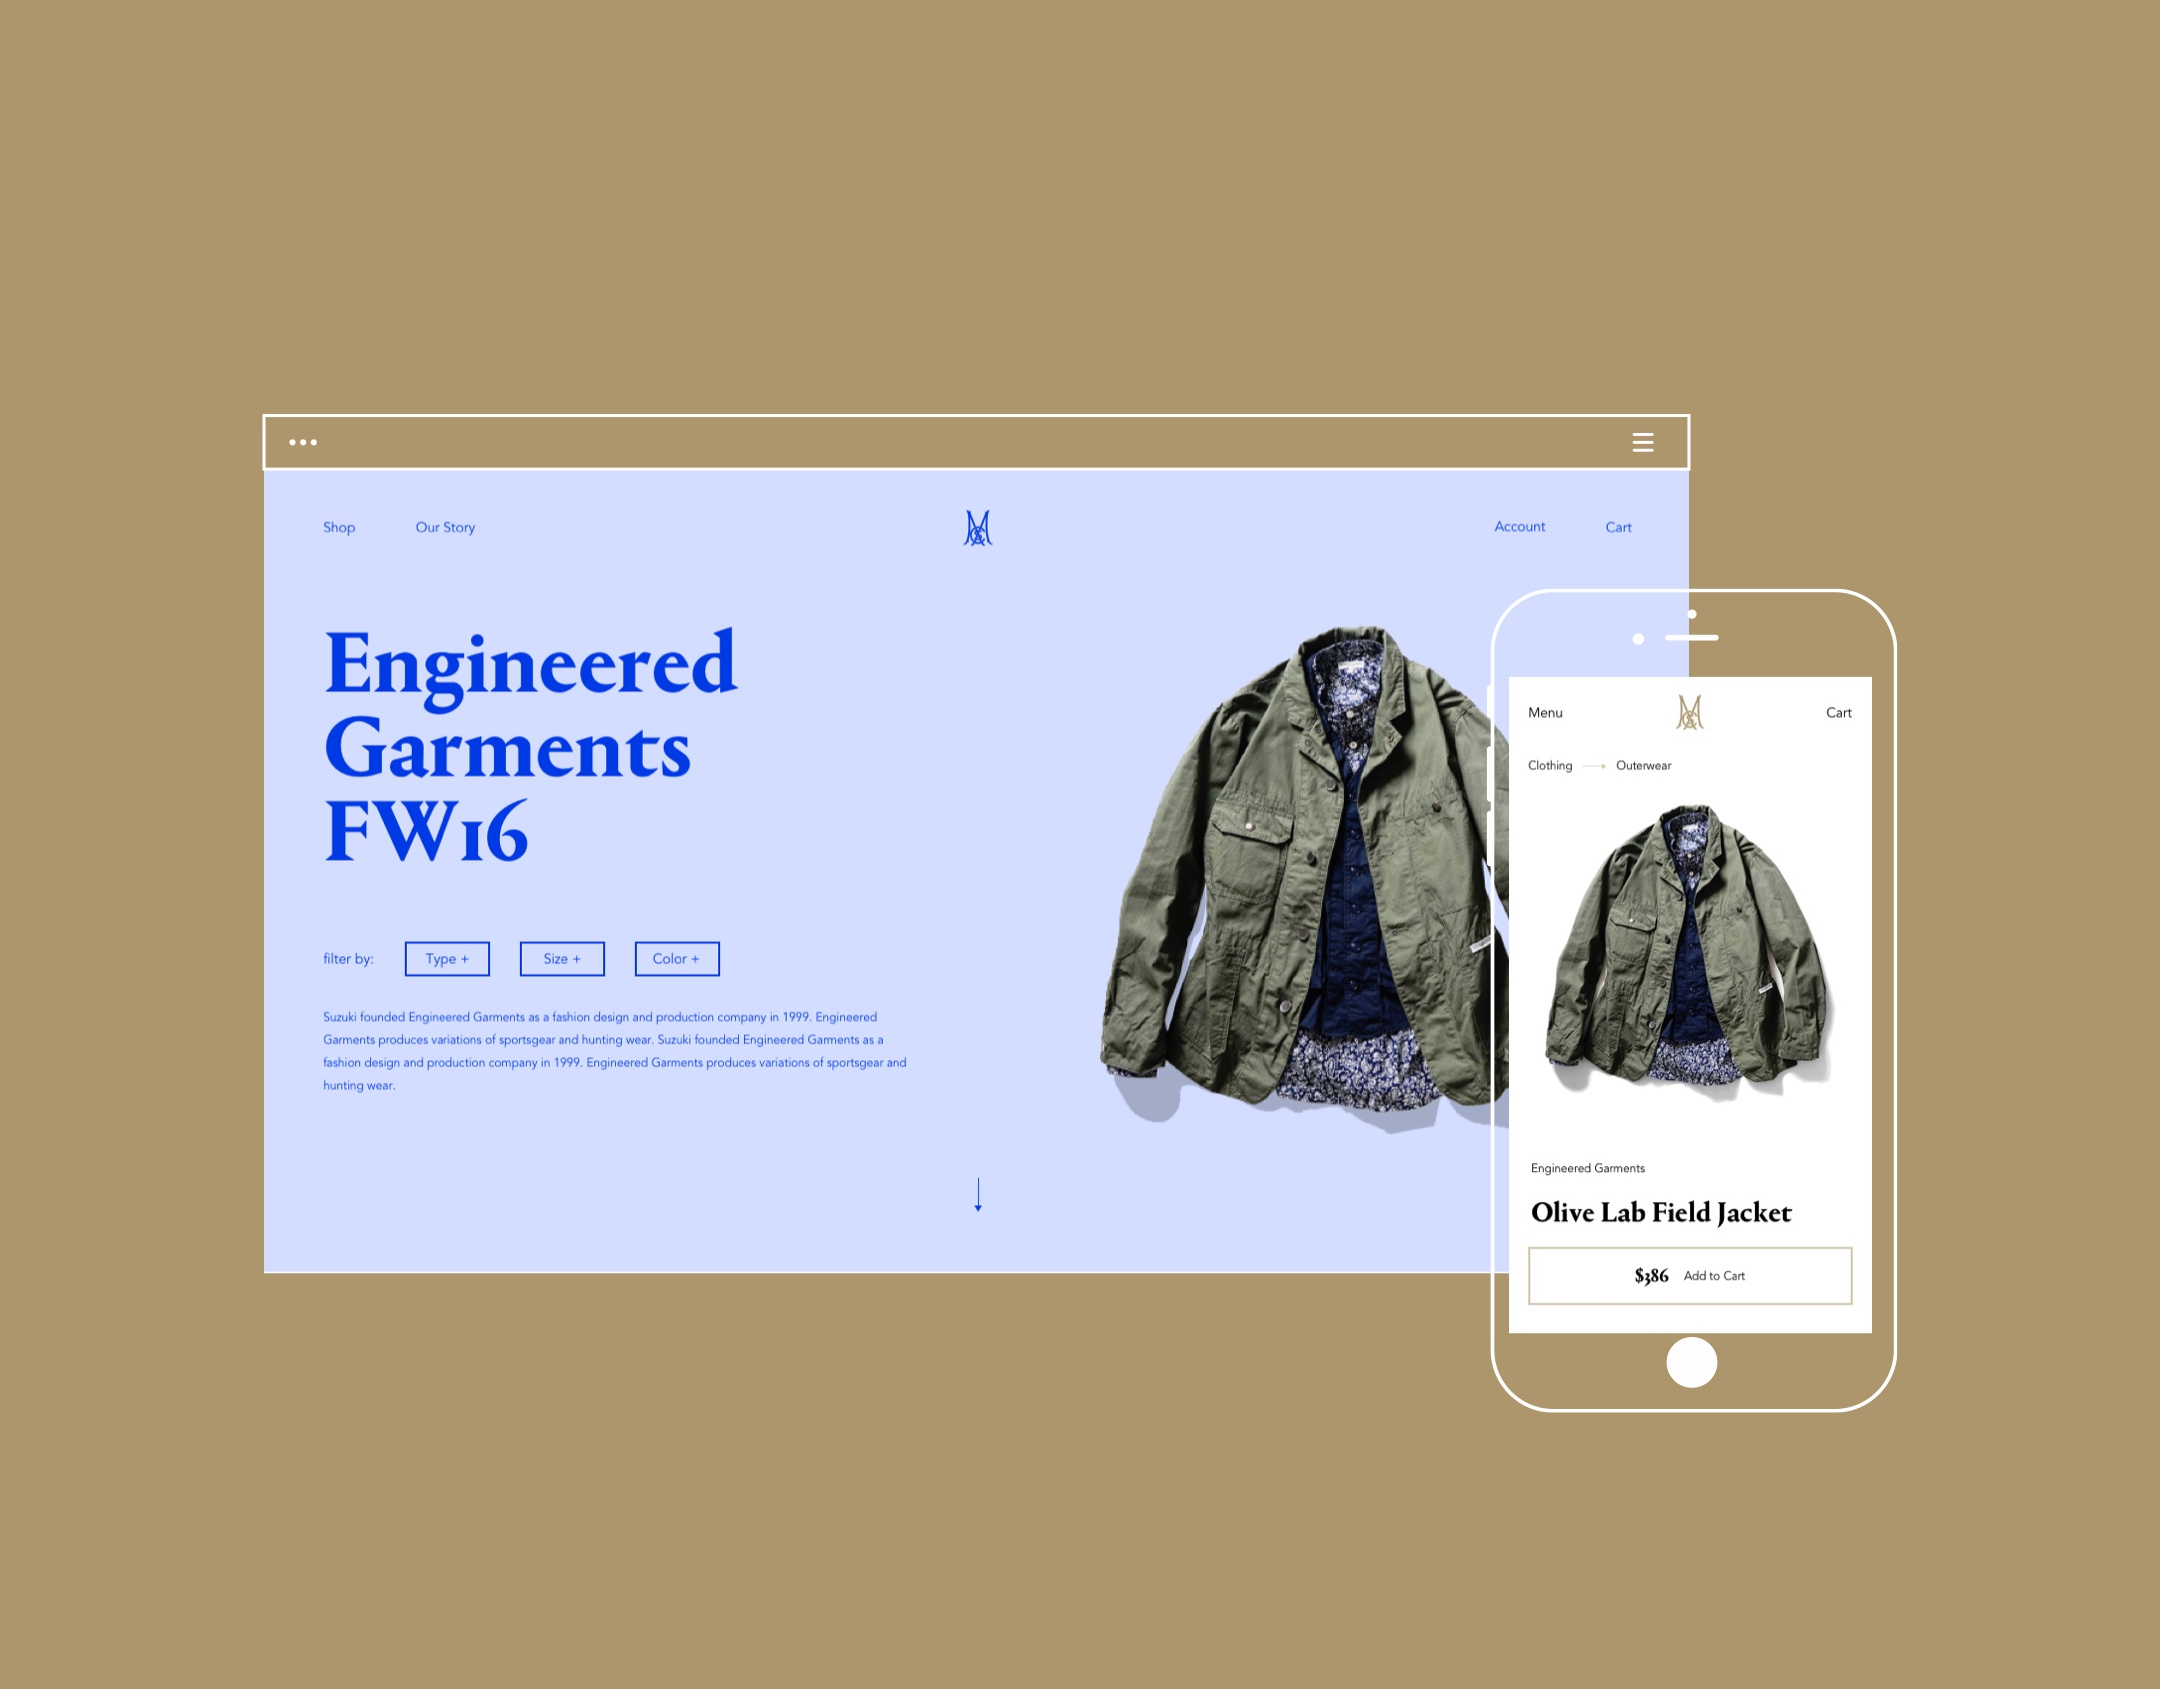 Shop
Our Story
Account
Cart
Engineered
Garments
FW16
filter by:
Type +
Size +
Color +
Suzuki founded Engineered Garments as a fashion design and production company in 1999. Engineered
Garments produces variations of sportsgear and hunting wear. Suzuki founded Engineered Garments as a
fashion design and production company in 1999. Engineered Garments produces variations of sportsgear and
hunting wear.
Menu
Cart
Clothing
Outerwear
Engineered Garments
Olive Lab Field Jacket
$386 Add to Cart